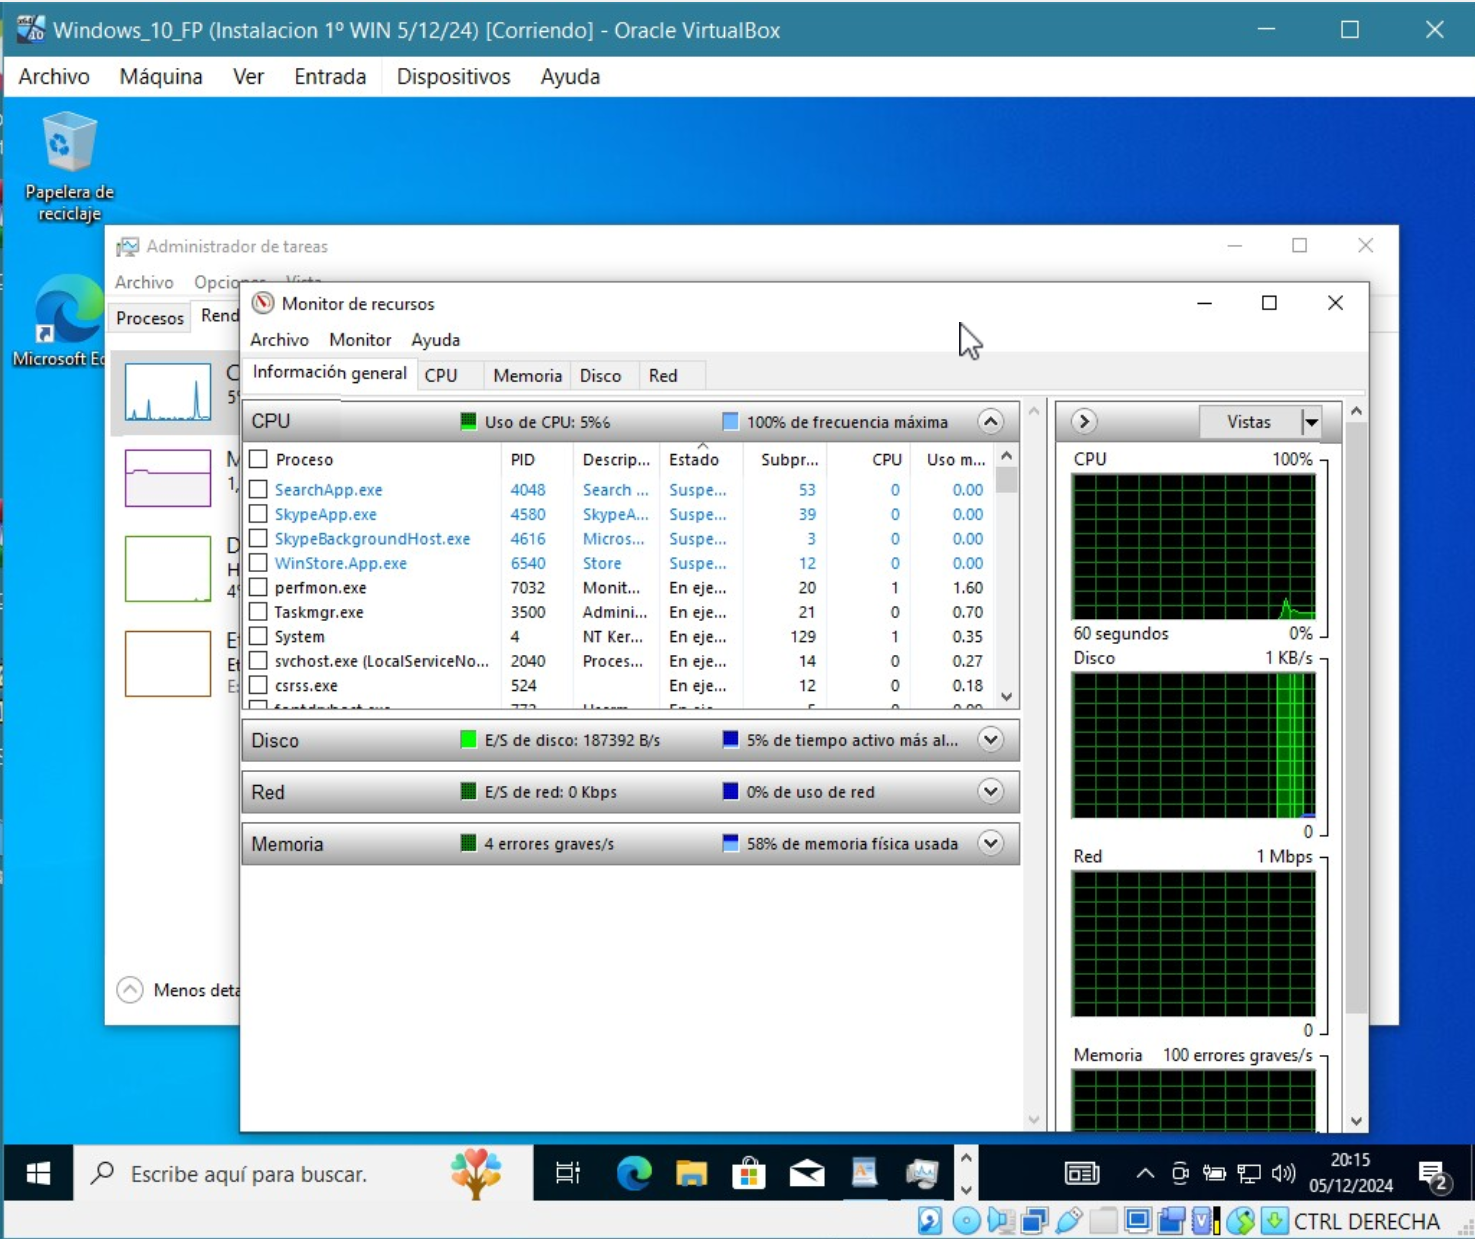 Windows_10_FP (Instalacion 1º WIN 5/12/24) [Corriendo] - Oracle VirtualBox
Archivo Máquina Ver Entrada Dispositivos Ayuda
Papelera de
reciclaje
Microsoft Ed
Administrador de tareas
Archivo Opciones Vista
Procesos Rend
C
5%
M
1,
D
H
4%
Et
Et
E
Menos deta
Monitor de recursos
Archivo Monitor Ayuda
Información general CPU Memoria Disco Red
CPU Uso de CPU: 5% 100% de frecuencia máxima
Proceso PID Descrip... Estado Subpr... CPU Uso m...
SearchApp.exe 4048 Search ... Suspe... 53 0 0.00
SkypeApp.exe 4580 SkypeA... Suspe... 39 0 0.00
SkypeBackgroundHost.exe 4616 Micros... Suspe... 3 0 0.00
WinStore.App.exe 6540 Store Suspe... 12 0 0.00
perfmon.exe 7032 Monit... En eje... 20 1 1.60
Taskmgr.exe 3500 Admini... En eje... 21 0 0.70
System 4 NT Ker... En eje... 129 1 0.35
svchost.exe (LocalServiceNo... 2040 Proces... En eje... 14 0 0.27
csrss.exe 524 En eje... 12 0 0.18
Disco E/S de disco: 187392 B/s 5% de tiempo activo más al...
Red E/S de red: 0 Kbps 0% de uso de red
Memoria 4 errores graves/s 58% de memoria física usada
Vistas
CPU 100%
60 segundos 0%
Disco 1 KB/s
0
Red 1 Mbps
0
Memoria 100 errores graves/s
Escribe aquí para buscar.
20:15
05/12/2024
2
CTRL DERECHA